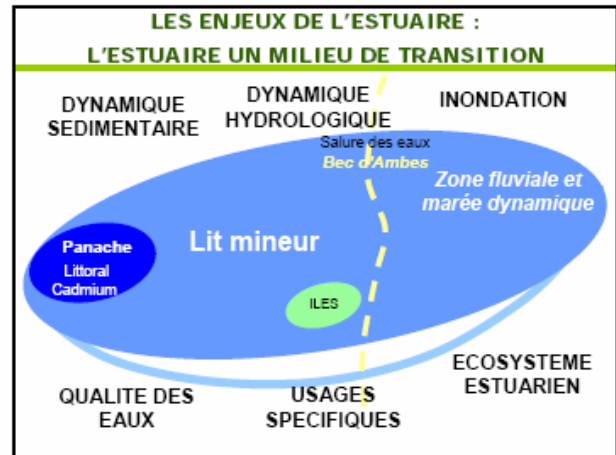 LES ENJEUX DE L'ESTUAIRE :
L'ESTUAIRE UN MILIEU DE TRANSITION
DYNAMIQUE
SEDIMENTAIRE
DYNAMIQUE
HYDROLOGIQUE
INONDATION
Salure des eaux
Bec d'Ambes
Zone fluviale et
marée dynamique
Lit mineur
Panache
Littoral
Cadmium
ILES
QUALITE DES
EAUX
USAGES
SPECIFIQUES
ECOSYSTEME
ESTUARIEN